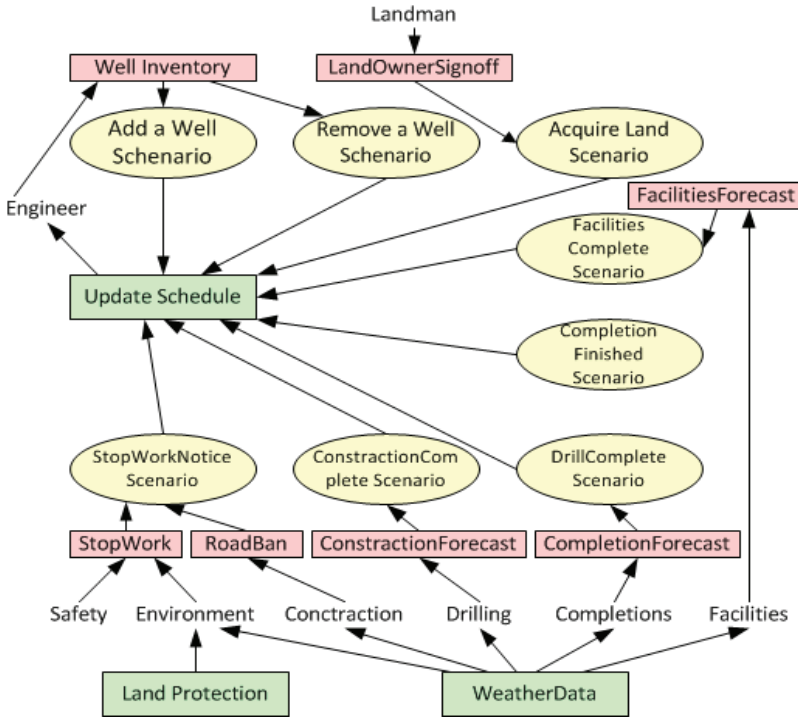 Landman
Well Inventory
LandOwnerSignoff
Add a Well
Schenario
Remove a Well
Schenario
Acquire Land
Scenario
FacilitiesForecast
Engineer
Facilities
Complete
Scenario
Update Schedule
Completion
Finished
Scenario
StopWorkNotice
Scenario
ConstractionCom
plete Scenario
DrillComplete
Scenario
StopWork
RoadBan
ConstractionForecast
CompletionForecast
Safety
Environment
Conctraction
Drilling
Completions
Facilities
Land Protection
WeatherData